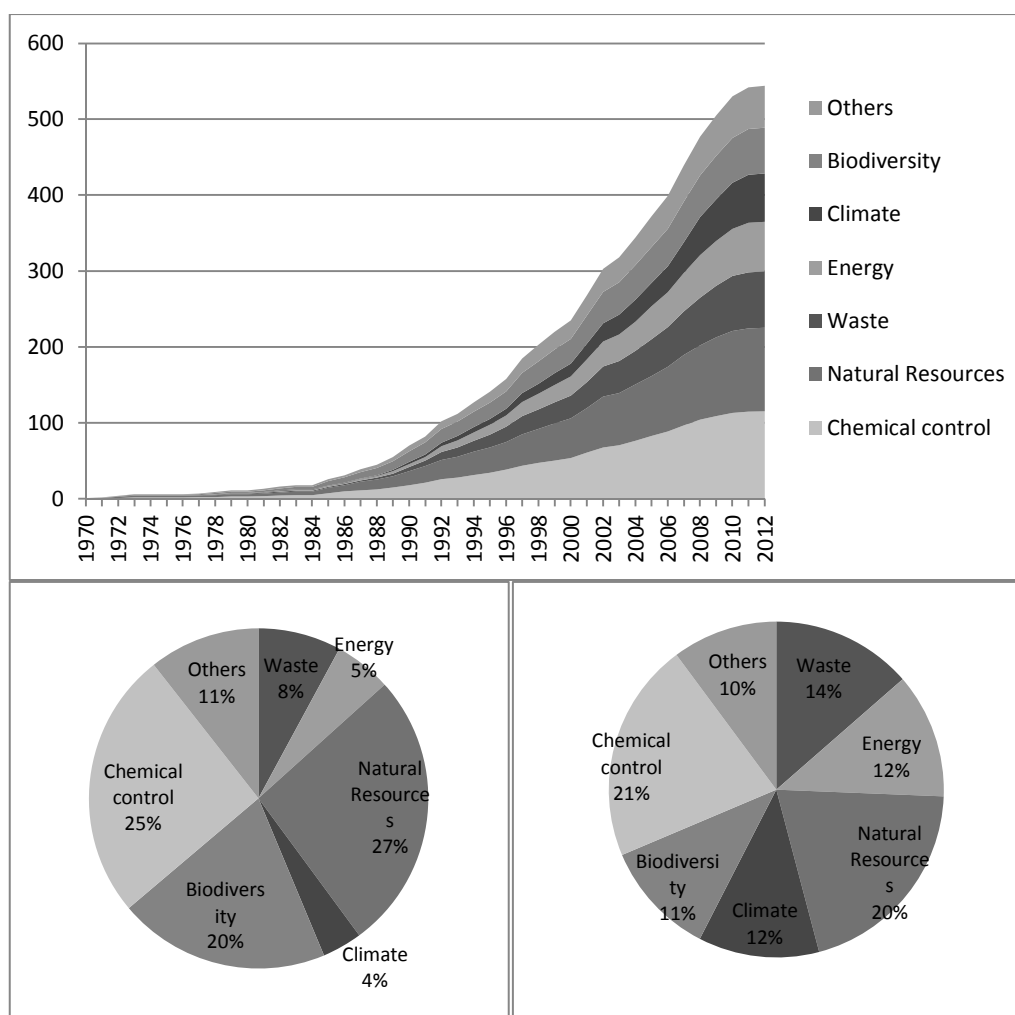 600
500
400
300
200
100
0
1970
1972
1974
1976
1978
1980
1982
1984
1986
1988
1990
1992
1994
1996
1998
2000
2002
2004
2006
2008
2010
2012
Others
Biodiversity
Climate
Energy
Waste
Natural Resources
Chemical control
Waste
8%
Energy
5%
Natural
Resource
s
27%
Climate
4%
Biodivers
ity
20%
Chemical
control
25%
Others
11%
Waste
14%
Energy
12%
Natural
Resource
s
20%
Climate
12%
Biodiversi
ty
11%
Chemical
control
21%
Others
10%